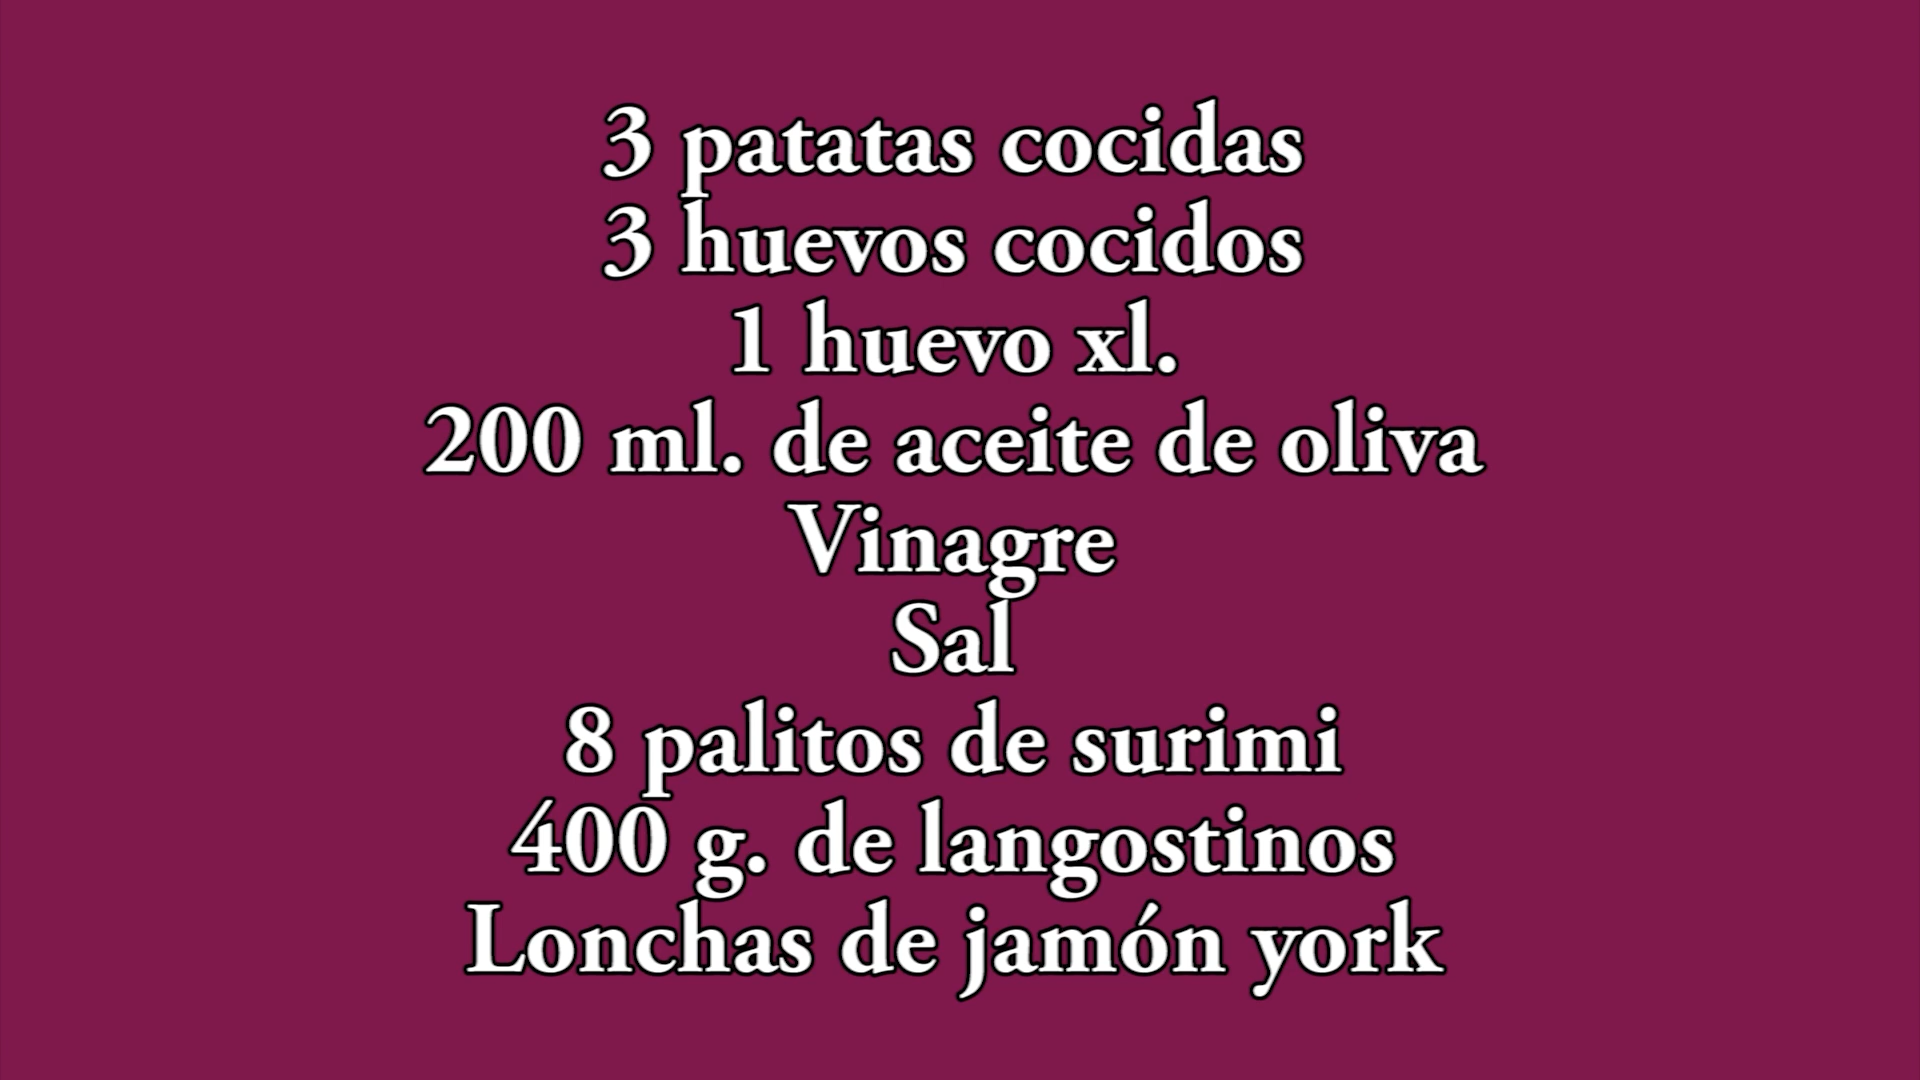 3 patatas cocidas
3 huevos cocidos
1 huevo xl.
200 ml. de aceite de oliva
Vinagre
Sal
8 palitos de surimi
400 g. de langostinos
Lonchas de jamón york